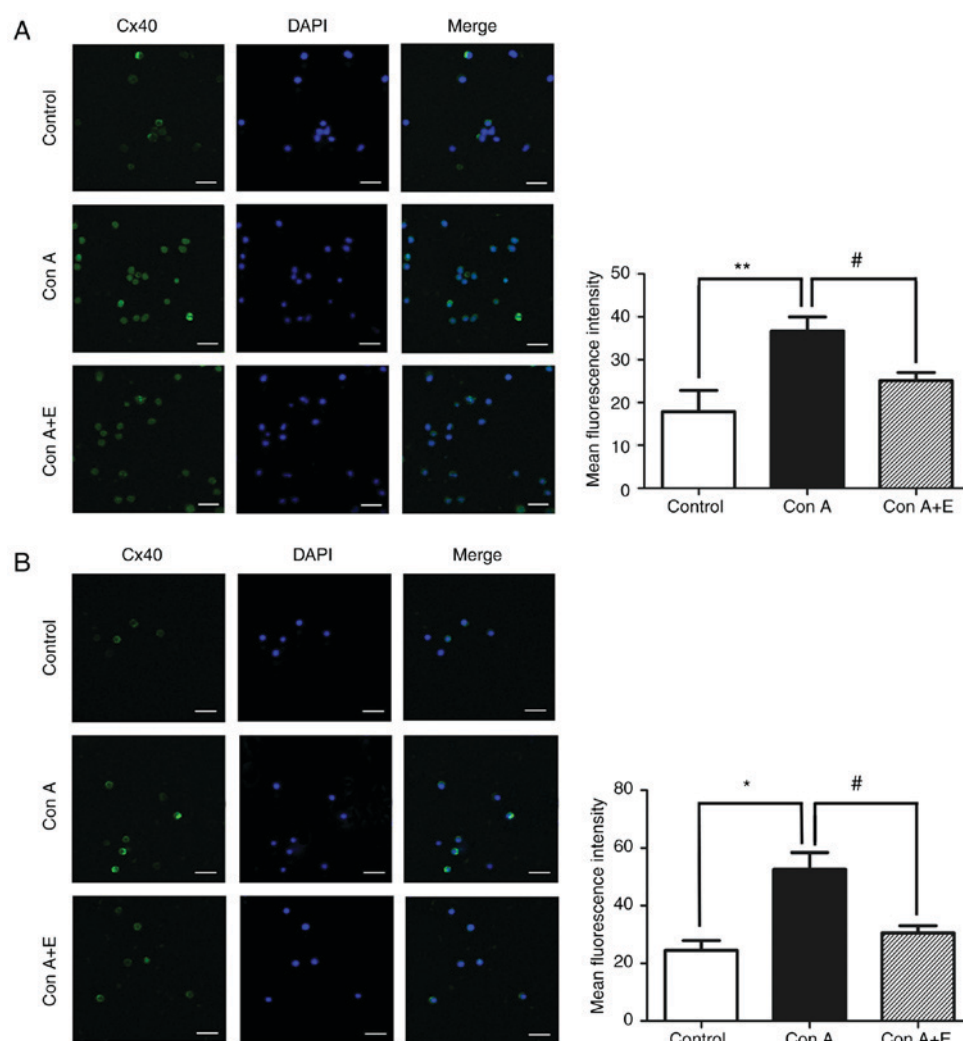 A
Cx40 DAPI Merge
Control
Con A
Con A+E
Mean fluorescence intensity
50
40
30
20
10
0
** #
Control Con A Con A+E
B
Cx40 DAPI Merge
Control
Con A
Con A+E
Mean fluorescence intensity
80
60
40
20
0
* #
Control Con A Con A+E